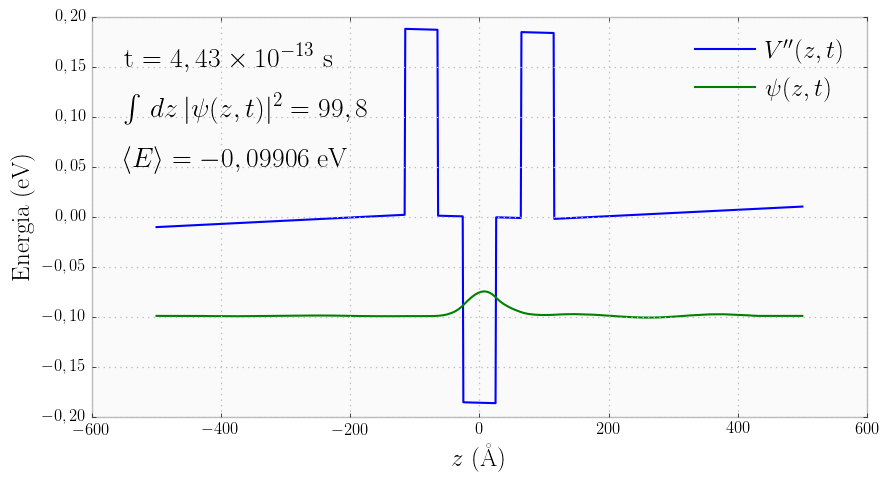 0,20
0,15
0,10
0,05
0,00
−0,05
−0,10
−0,15
−0,20
Energia (eV)
t = 4,43 × 10⁻¹³ s
∫ dz |ψ(z,t)|² = 99,8
⟨E⟩ = −0,09906 eV
V″(z,t)
ψ(z,t)
−600 −400 −200 0 200 400 600
z (Å)